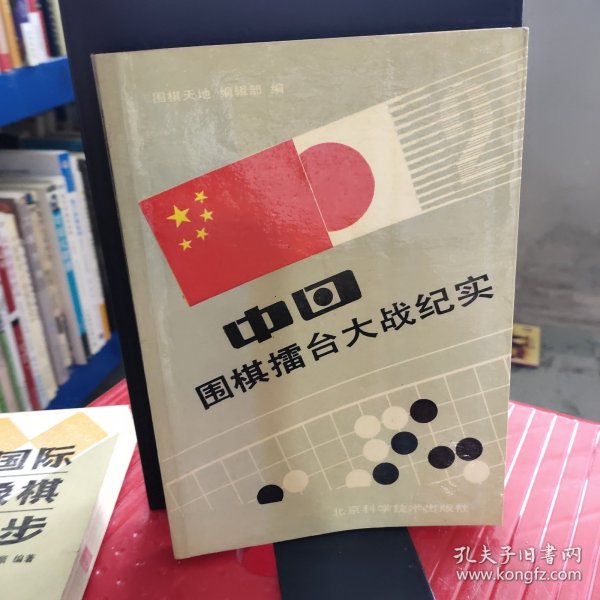 围棋天地 编辑部 编
2
中日
围棋擂台大战纪实
北京科学技术出版社
国际
象棋
步
孔夫子旧书网
www.kongfz.com